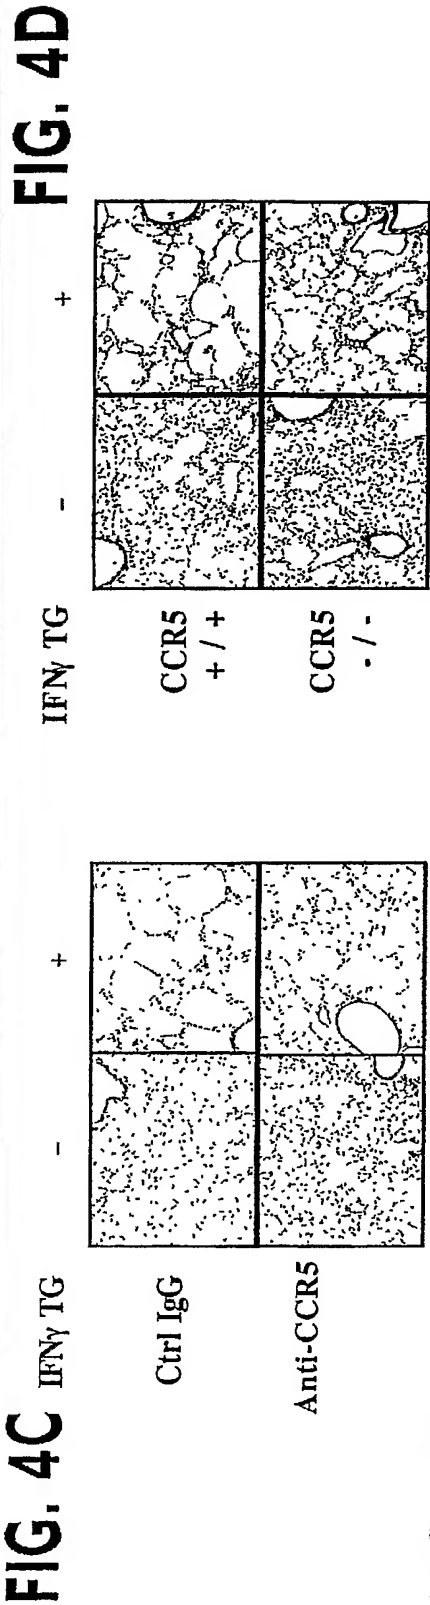 FIG. 4C
IFNγ TG - +
Ctrl IgG
Anti-CCR5
FIG. 4D
IFNγ TG - +
CCR5
+ / +
CCR5
- / -